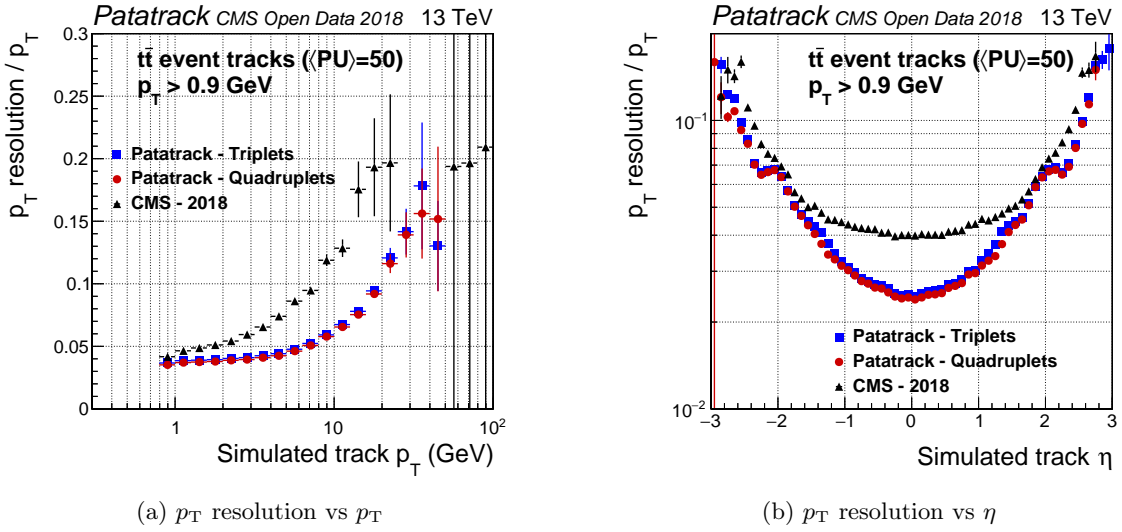 Patatrack CMS Open Data 2018 13 TeV
tt̄ event tracks (⟨PU⟩=50)
p_T > 0.9 GeV
Patatrack - Triplets
Patatrack - Quadruplets
CMS - 2018
p_T resolution / p_T
0.3
0.25
0.2
0.15
0.1
0.05
0
1 10 10²
Simulated track p_T (GeV)
(a) p_T resolution vs p_T
Patatrack CMS Open Data 2018 13 TeV
tt̄ event tracks (⟨PU⟩=50)
p_T > 0.9 GeV
p_T resolution / p_T
10⁻¹
10⁻²
Patatrack - Triplets
Patatrack - Quadruplets
CMS - 2018
−3 −2 −1 0 1 2 3
Simulated track η
(b) p_T resolution vs η